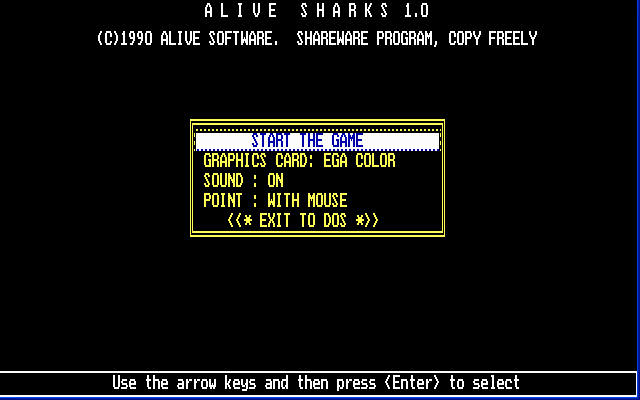 A L I V E  S H A R K S  1.0
(C)1990 ALIVE SOFTWARE.  SHAREWARE PROGRAM, COPY FREELY
START THE GAME
GRAPHICS CARD: EGA COLOR
SOUND : ON
POINT : WITH MOUSE
<<* EXIT TO DOS *>>
Use the arrow keys and then press <Enter> to select